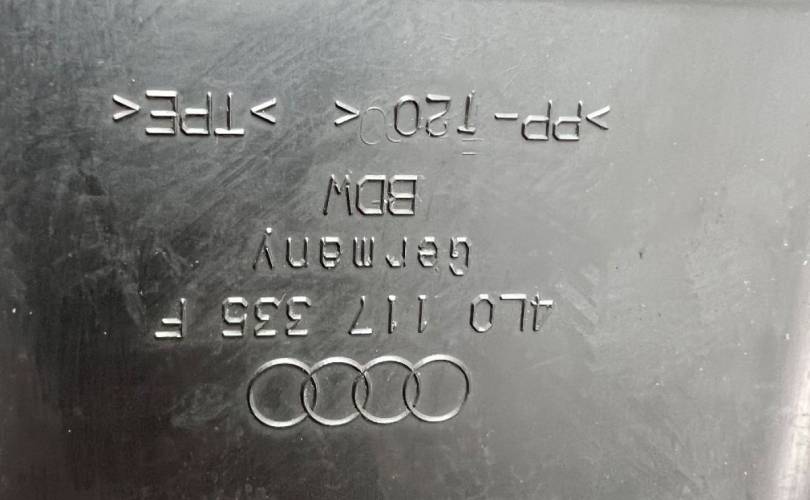 4L0 117 335 F
Germany
BDW
>PP-T20< >TPE<